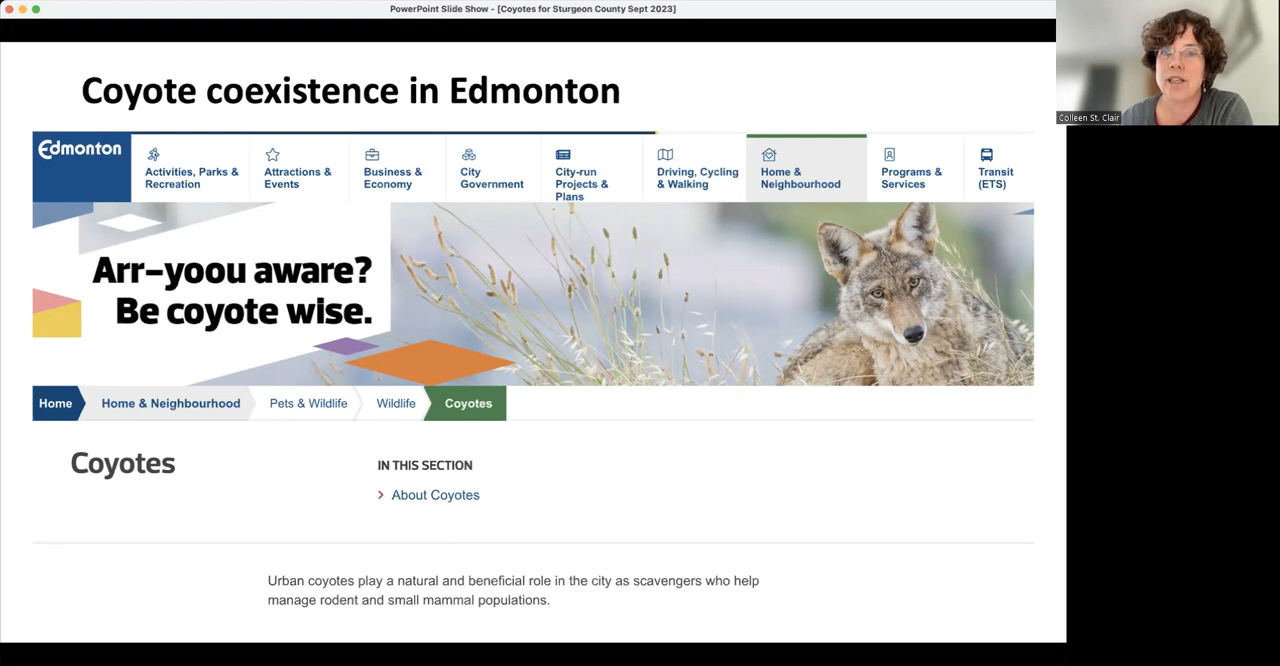 PowerPoint Slide Show - [Coyotes for Sturgeon County Sept 2023]
Colleen St. Clair
Coyote coexistence in Edmonton
Edmonton
Activities, Parks &
Recreation
Attractions &
Events
Business &
Economy
City
Government
City-run
Projects &
Plans
Driving, Cycling
& Walking
Home &
Neighbourhood
Programs &
Services
Transit
(ETS)
Arr–yoou aware?
Be coyote wise.
Home
Home & Neighbourhood
Pets & Wildlife
Wildlife
Coyotes
Coyotes
IN THIS SECTION
About Coyotes
Urban coyotes play a natural and beneficial role in the city as scavengers who help
manage rodent and small mammal populations.